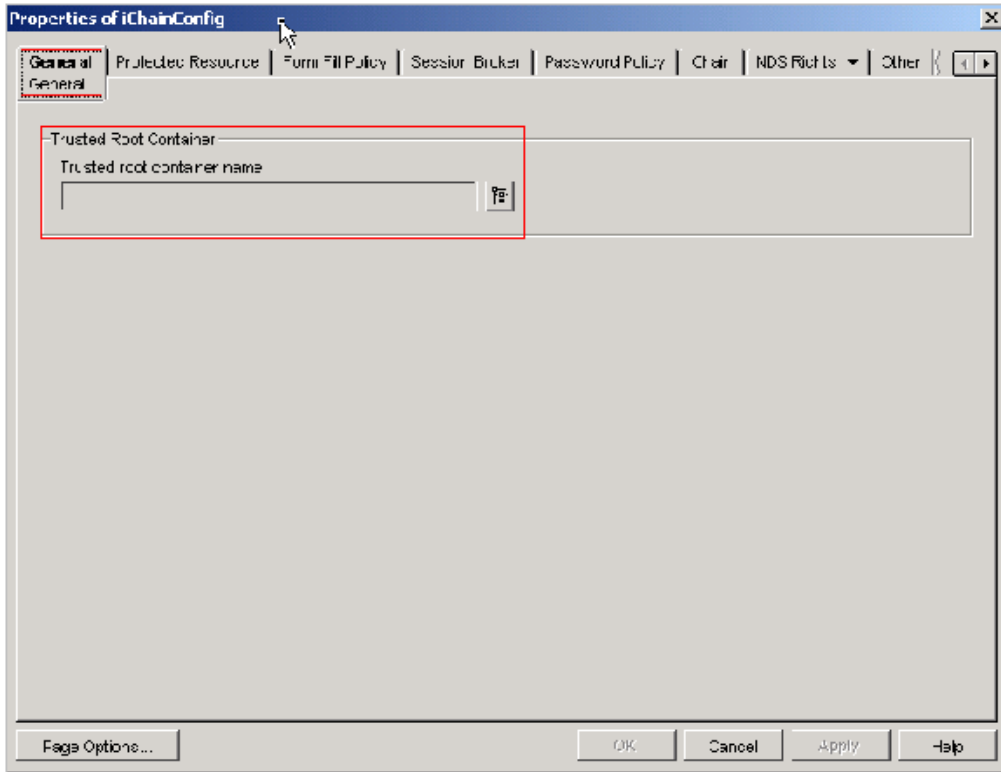 Properties of iChainConfig
General
Protected Resource
Form Fill Policy
Session Broker
Password Policy
Chain
NDS Rights
Other
General
Trusted Root Container
Trusted root container name
Page Options...
OK
Cancel
Apply
Help